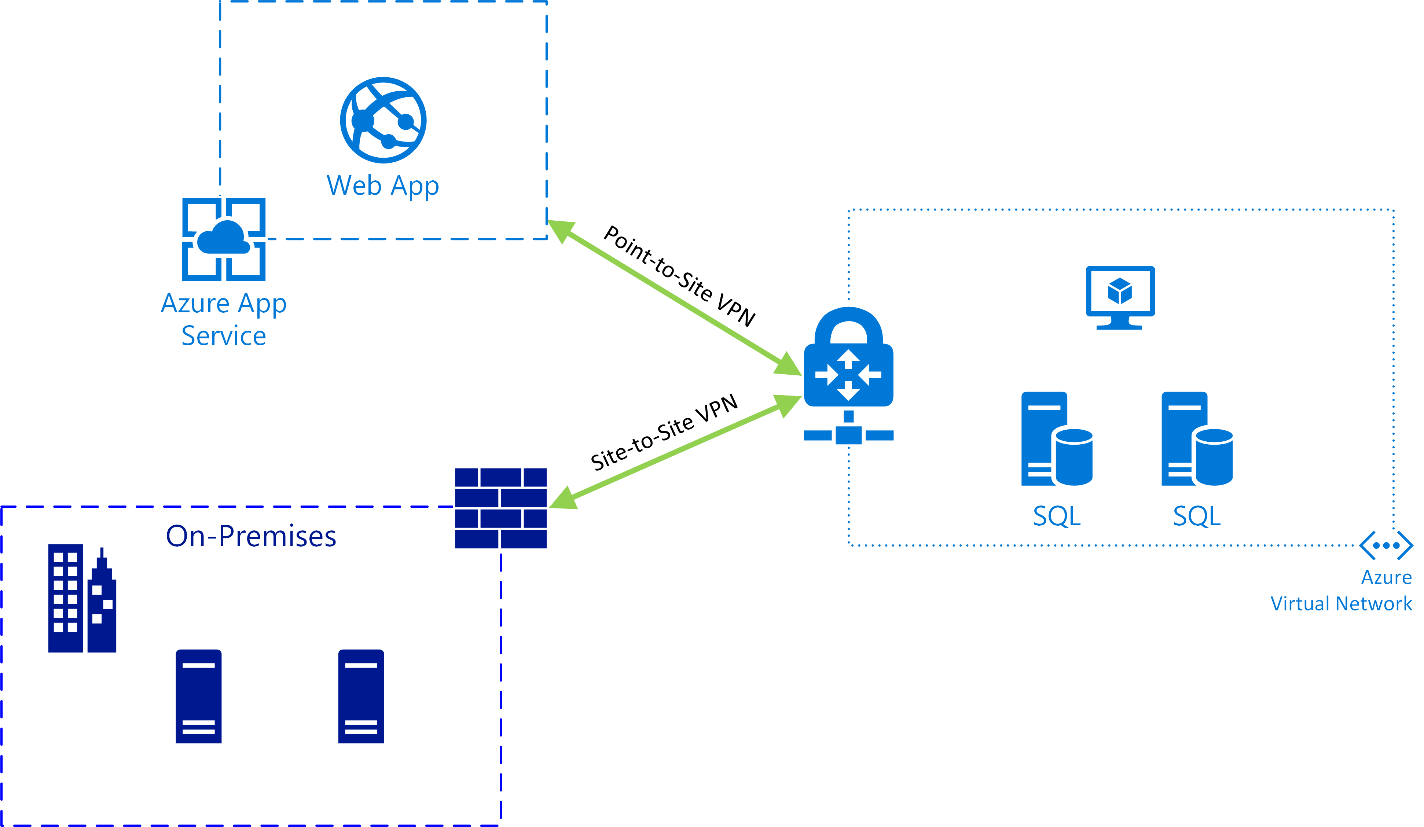 Web App
Azure App
Service
Point-to-Site VPN
Site-to-Site VPN
On-Premises
SQL
SQL
Azure
Virtual Network